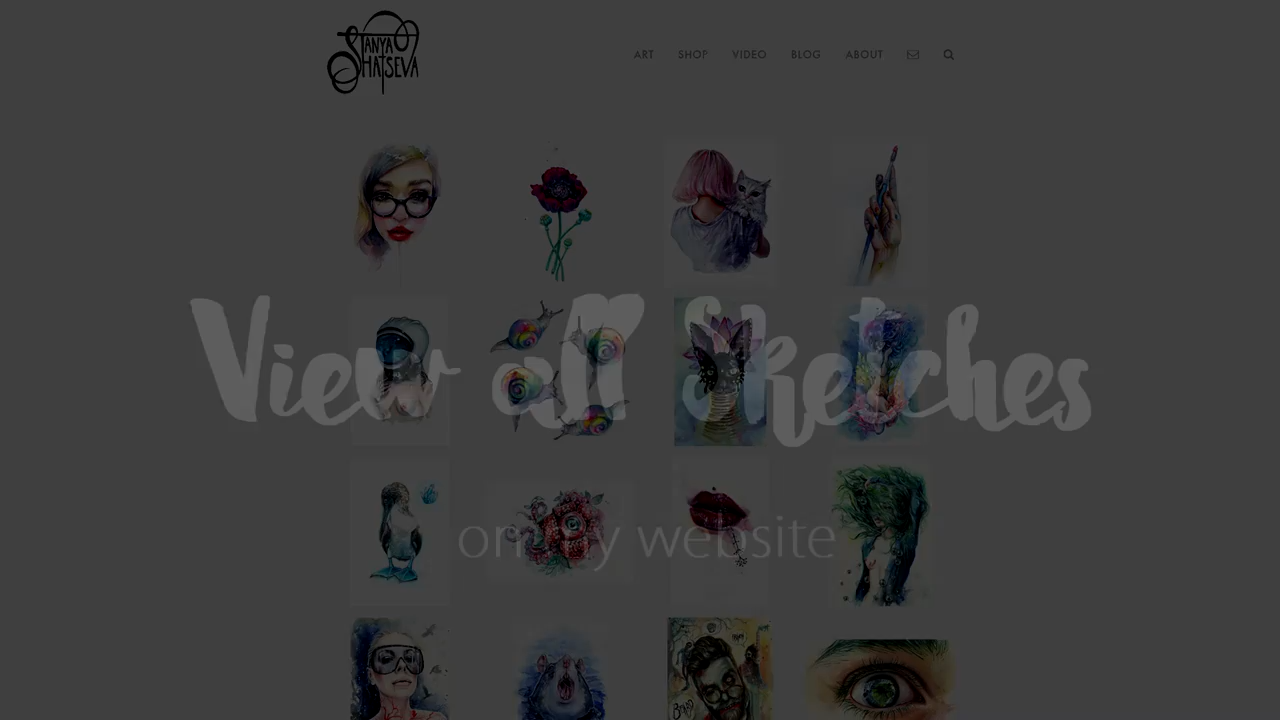 TANYA
SHATSEVA
ART SHOP VIDEO BLOG ABOUT
View all Sketches
on my website